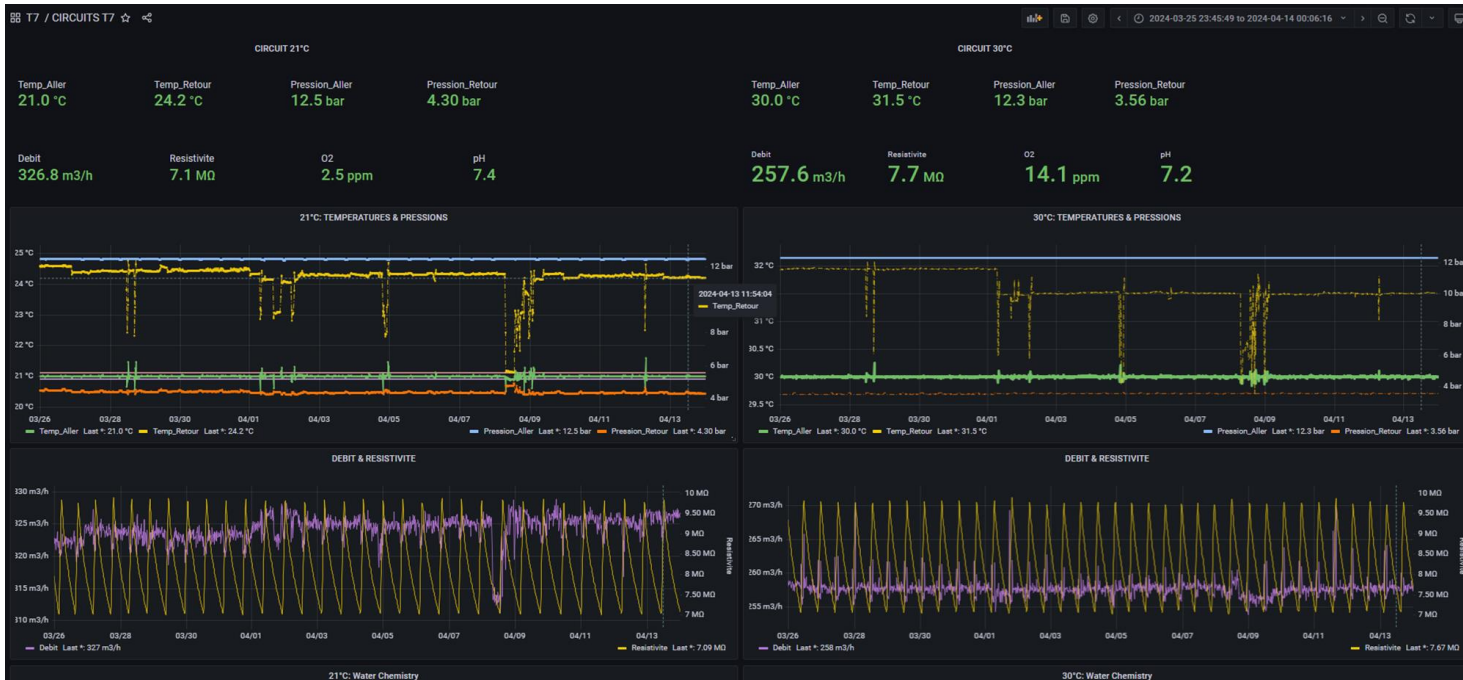 T7 / CIRCUITS T7
2024-03-25 23:45:49 to 2024-04-14 00:06:16
CIRCUIT 21°C
Temp_Aller Temp_Retour Pression_Aller Pression_Retour
21.0 °C 24.2 °C 12.5 bar 4.30 bar
Debit Resistivite O2 pH
326.8 m3/h 7.1 MΩ 2.5 ppm 7.4
CIRCUIT 30°C
Temp_Aller Temp_Retour Pression_Aller Pression_Retour
30.0 °C 31.5 °C 12.3 bar 3.56 bar
Debit Resistivite O2 pH
257.6 m3/h 7.7 MΩ 14.1 ppm 7.2
21°C: TEMPERATURES & PRESSIONS
25 °C
24 °C
23 °C
22 °C
21 °C
20 °C
12 bar
8 bar
6 bar
4 bar
2024-04-13 11:54:04
Temp_Retour
03/26 03/28 03/30 04/01 04/03 04/05 04/07 04/09 04/11 04/13
Temp_Aller Last *: 21.0 °C Temp_Retour Last *: 24.2 °C Pression_Aller Last *: 12.5 bar Pression_Retour Last *: 4.30 bar
30°C: TEMPERATURES & PRESSIONS
32 °C
31 °C
30.5 °C
30 °C
29.5 °C
12 ba
10 ba
8 bar
6 bar
4 bar
03/26 03/28 03/30 04/01 04/03 04/05 04/07 04/09 04/11 04/13
Temp_Aller Last *: 30.0 °C Temp_Retour Last *: 31.5 °C Pression_Aller Last *: 12.3 bar Pression_Retour Last *: 3.56 bar
DEBIT & RESISTIVITE
330 m3/h
325 m3/h
320 m3/h
315 m3/h
310 m3/h
10 MΩ
9.50 MΩ
9 MΩ
8.50 MΩ
8 MΩ
7.50 MΩ
7 MΩ
Resistivite
03/26 03/28 03/30 04/01 04/03 04/05 04/07 04/09 04/11 04/13
Debit Last *: 327 m3/h Resistivite Last *: 7.09 MΩ
DEBIT & RESISTIVITE
270 m3/h
265 m3/h
260 m3/h
255 m3/h
10 MΩ
9.50 MΩ
9 MΩ
8.50 MΩ
8 MΩ
7.50 MΩ
7 MΩ
03/26 03/28 03/30 04/01 04/03 04/05 04/07 04/09 04/11 04/13
Debit Last *: 258 m3/h Resistivite Last *: 7.67 MΩ
21°C: Water Chemistry
30°C: Water Chemistry